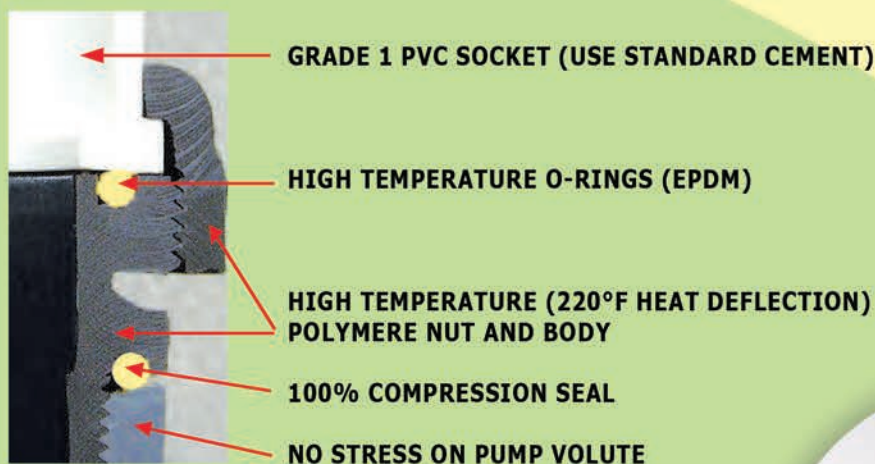 GRADE 1 PVC SOCKET (USE STANDARD CEMENT)
HIGH TEMPERATURE O-RINGS (EPDM)
HIGH TEMPERATURE (220°F HEAT DEFLECTION)
POLYMERE NUT AND BODY
100% COMPRESSION SEAL
NO STRESS ON PUMP VOLUTE